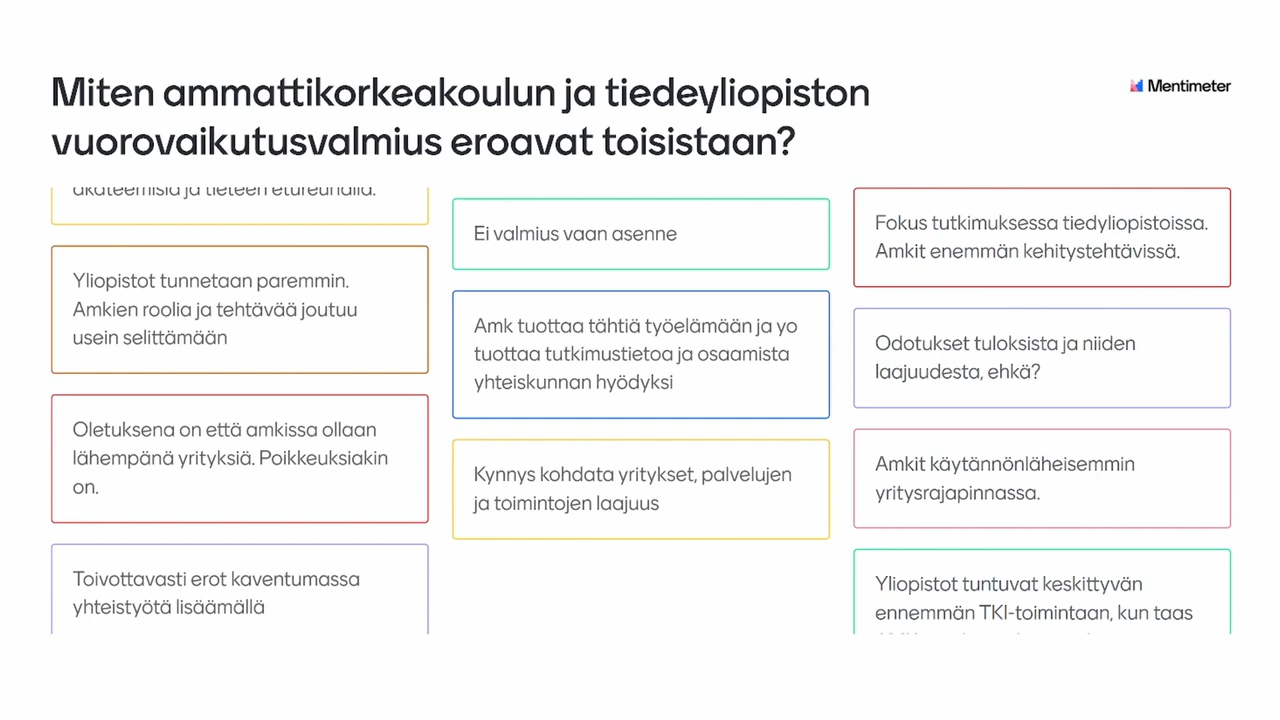 Miten ammattikorkeakoulun ja tiedeyliopiston
vuorovaikutusvalmius eroavat toisistaan?
Mentimeter
akateemisia ja tieteen etureunalla.
Yliopistot tunnetaan paremmin.
Amkien roolia ja tehtävää joutuu
usein selittämään
Oletuksena on että amkissa ollaan
lähempänä yrityksiä. Poikkeuksiakin
on.
Toivottavasti erot kaventumassa
yhteistyötä lisäämällä
Ei valmius vaan asenne
Amk tuottaa tähtiä työelämään ja yo
tuottaa tutkimustietoa ja osaamista
yhteiskunnan hyödyksi
Kynnys kohdata yritykset, palvelujen
ja toimintojen laajuus
Fokus tutkimuksessa tiedyliopistoissa.
Amkit enemmän kehitystehtävissä.
Odotukset tuloksista ja niiden
laajuudesta, ehkä?
Amkit käytännönläheisemmin
yritysrajapinnassa.
Yliopistot tuntuvat keskittyvän
ennemmän TKI-toimintaan, kun taas